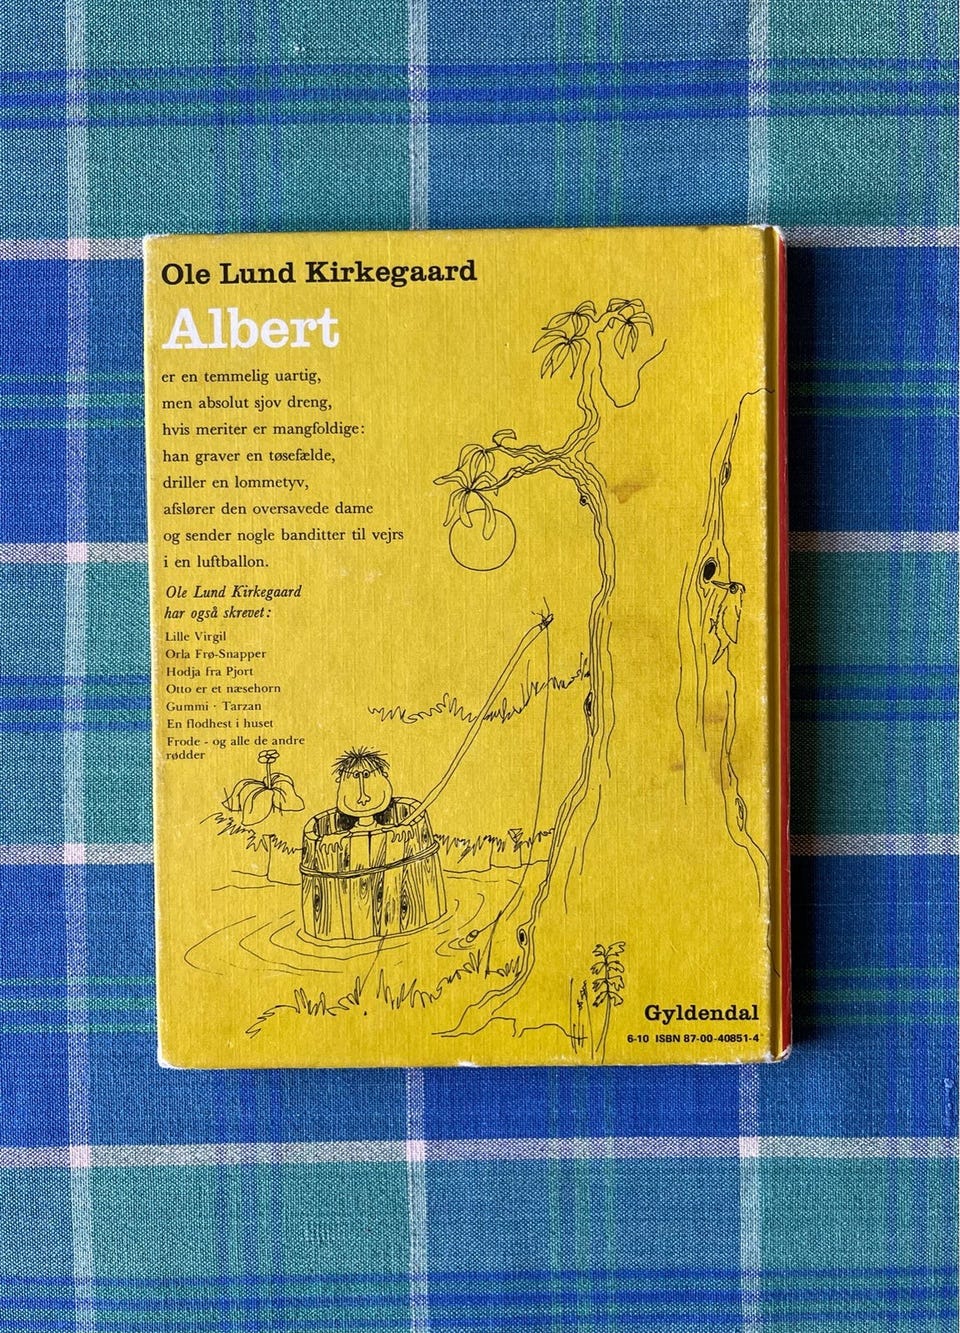 Ole Lund Kirkegaard
Albert
er en temmelig uartig,
men absolut sjov dreng,
hvis meriter er mangfoldige:
han graver en tøsefælde,
driller en lommetyv,
afslører den oversavede dame
og sender nogle banditter til vejrs
i en luftballon.
Ole Lund Kirkegaard
har også skrevet:
Lille Virgil
Orla Frø-Snapper
Hodja fra Pjort
Otto er et næsehorn
Gummi - Tarzan
En flodhest i huset
Frode - og alle de andre
rødder
Gyldendal
6-10 ISBN 87-00-40851-4